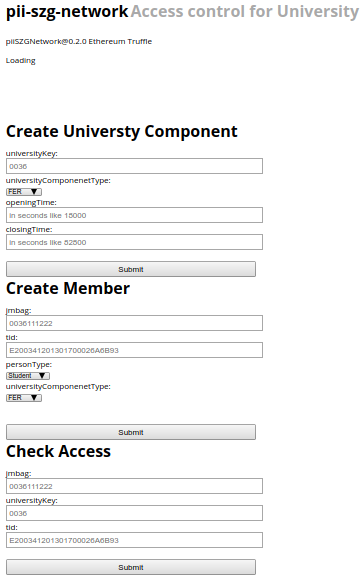 pii-szg-network Access control for University
piiSZGNetwork@0.2.0 Ethereum Truffle
Loading
Create Universty Component
universityKey:
0036
universityComponenetType:
FER ▼
openingTime:
in seconds like 18000
closingTime:
in seconds like 82800
Submit
Create Member
jmbag:
0036111222
tid:
E200341201301700026A6B93
personType:
Student ▼
universityComponenetType:
FER ▼
Submit
Check Access
jmbag:
0036111222
universityKey:
0036
tid:
E200341201301700026A6B93
Submit